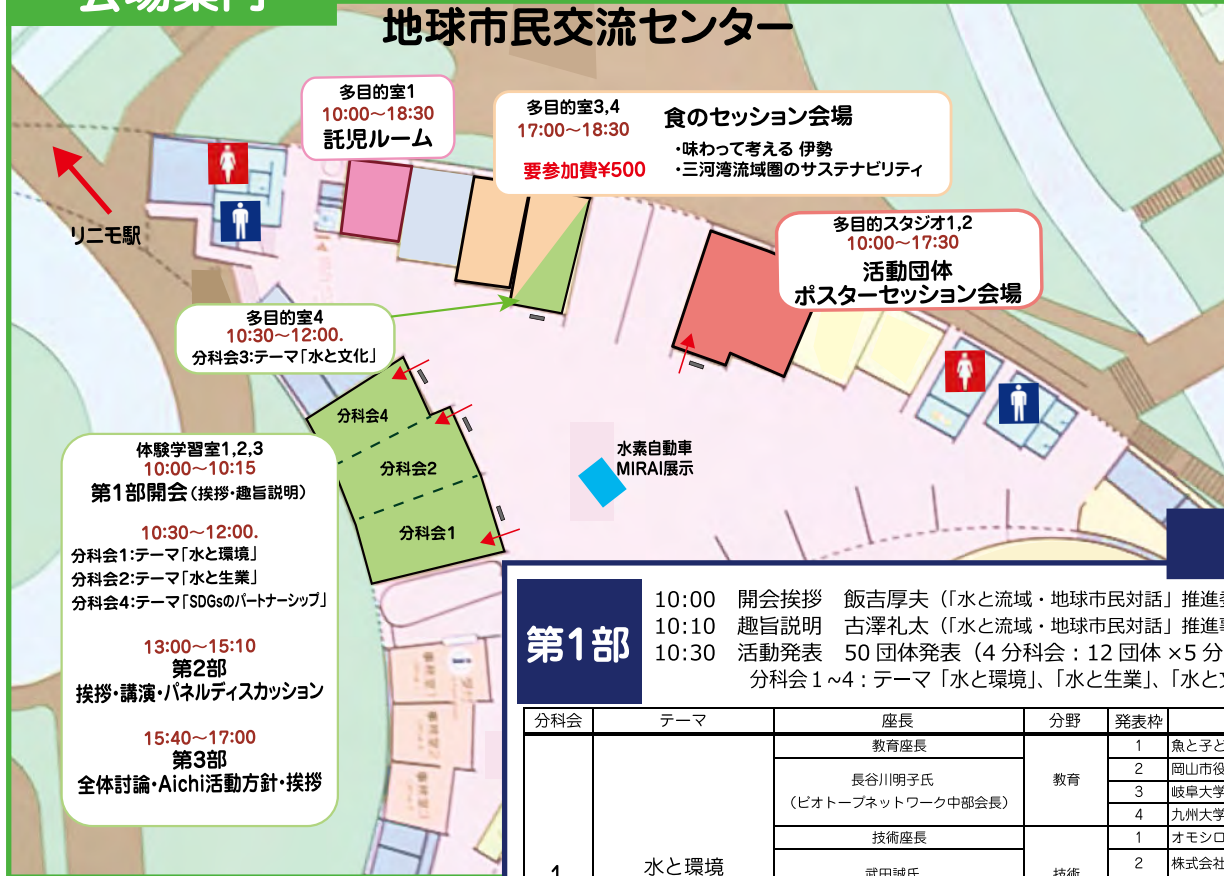 会場案内
地球市民交流センター
多目的室1
10:00～18:30
託児ルーム
多目的室3,4
17:00～18:30
要参加費¥500
食のセッション会場
・味わって考える 伊勢
・三河湾流域圏のサステナビリティ
リニモ駅
多目的スタジオ1,2
10:00～17:30
活動団体
ポスターセッション会場
多目的室4
10:30～12:00.
分科会3:テーマ「水と文化」
分科会4
分科会2
分科会1
水素自動車
MIRAI展示
体験学習室1,2,3
10:00～10:15
第1部開会（挨拶・趣旨説明）
10:30～12:00.
分科会1:テーマ「水と環境」
分科会2:テーマ「水と生業」
分科会4:テーマ「SDGsのパートナーシップ」
13:00～15:10
第2部
挨拶・講演・パネルディスカッション
15:40～17:00
第3部
全体討論・Aichi活動方針・挨拶
第1部
10:00 開会挨拶 飯吉厚夫（「水と流域・地球市民対話」推進
10:10 趣旨説明 古澤礼太（「水と流域・地球市民対話」推進
10:30 活動発表 50 団体発表（4 分科会：12 団体 ×5 分
分科会 1 ~4：テーマ「水と環境」、「水と生業」、「水と
分科会 テーマ 座長 分野 発表枠
教育座長
長谷川明子氏
（ビオトープネットワーク中部会長）
教育
1 魚と子ど
2 岡山市役
3 岐阜大学
4 九州大学
1
水と環境
技術座長
武田誠氏
技術
1 オモシロ
2 株式会社